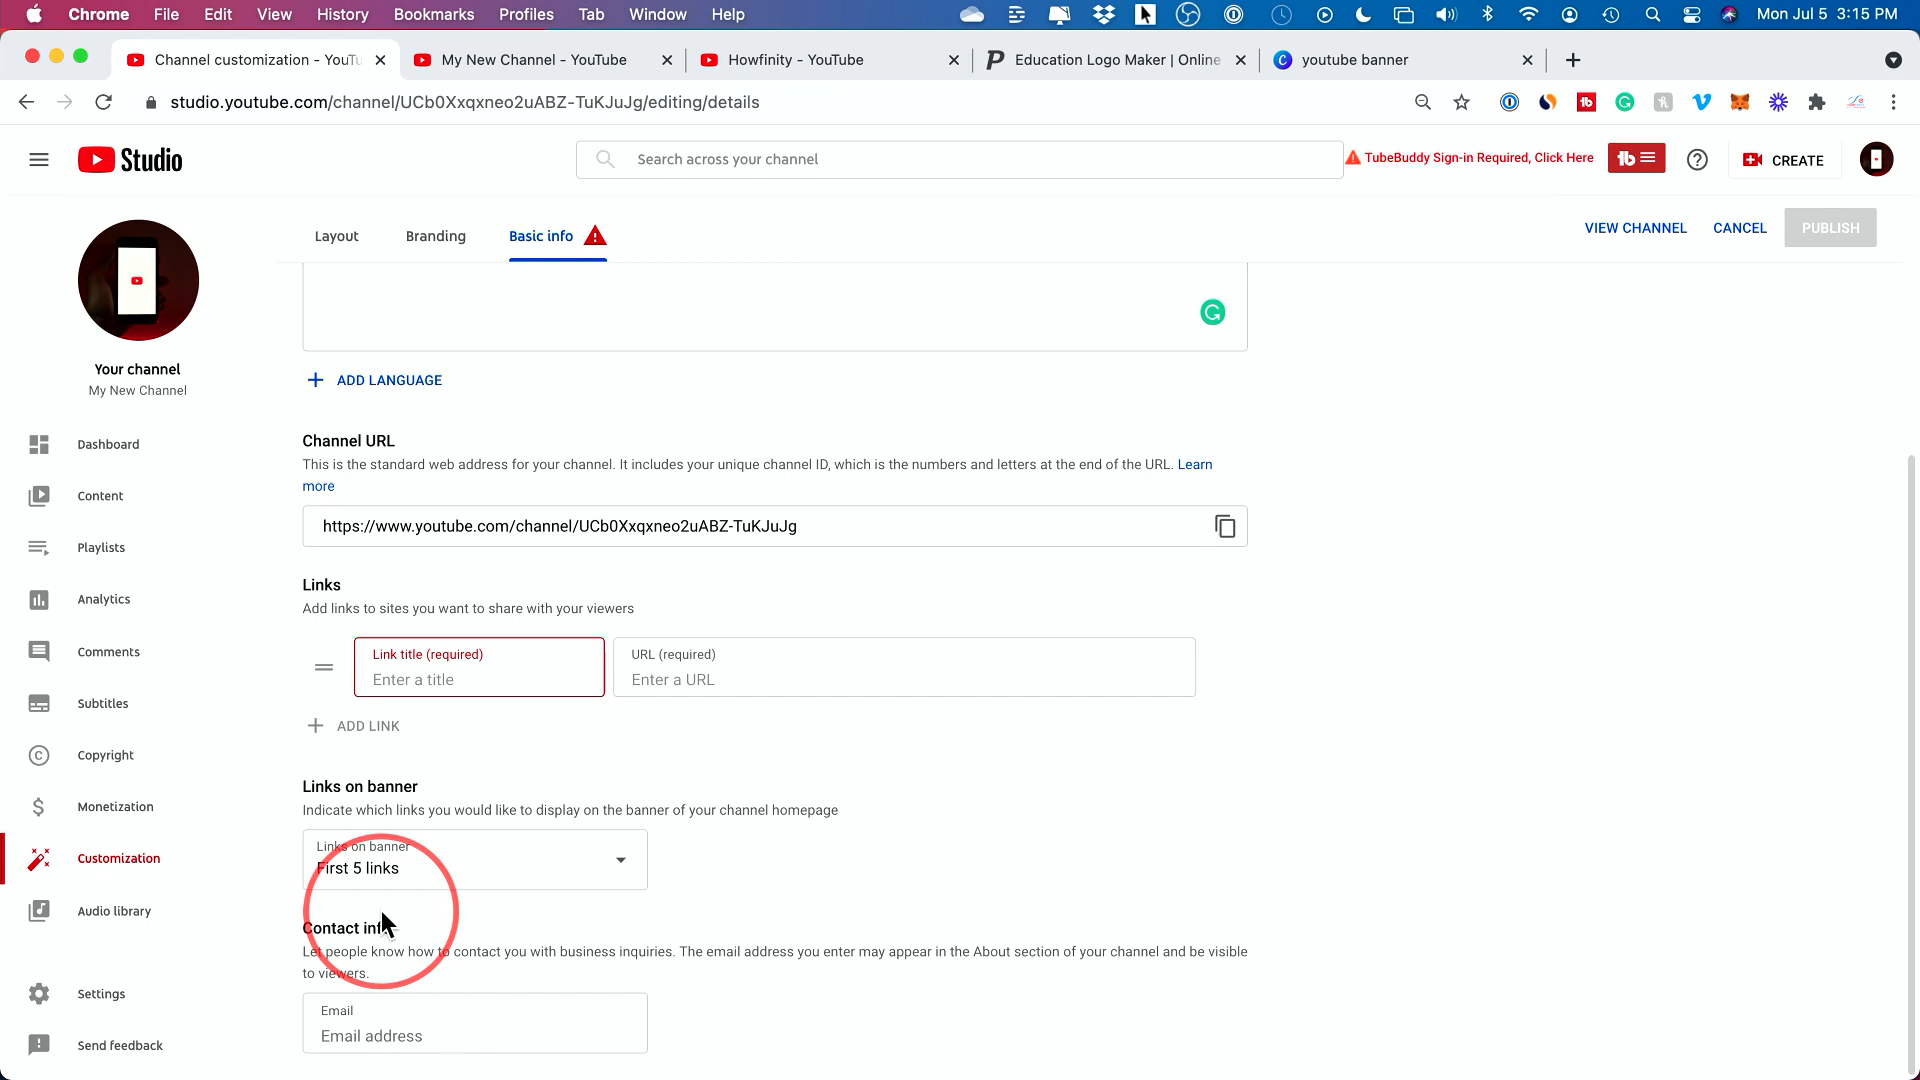 Chrome File Edit View History Bookmarks Profiles Tab Window Help Mon Jul 5 3:15 PM
Channel customization - YouTu My New Channel - YouTube Howfinity - YouTube Education Logo Maker | Online youtube banner
studio.youtube.com/channel/UCb0Xxqxneo2uABZ-TuKJuJg/editing/details
Studio Search across your channel TubeBuddy Sign-in Required, Click Here tb CREATE
Layout Branding Basic info VIEW CHANNEL CANCEL PUBLISH
Your channel
My New Channel
Dashboard
Content
Playlists
Analytics
Comments
Subtitles
Copyright
Monetization
Customization
Audio library
Settings
Send feedback
ADD LANGUAGE
Channel URL
This is the standard web address for your channel. It includes your unique channel ID, which is the numbers and letters at the end of the URL. Learn
more
https://www.youtube.com/channel/UCb0Xxqxneo2uABZ-TuKJuJg
Links
Add links to sites you want to share with your viewers
Link title (required) URL (required)
Enter a title Enter a URL
ADD LINK
Links on banner
Indicate which links you would like to display on the banner of your channel homepage
Links on banner
First 5 links
Contact inf
Let people know how to contact you with business inquiries. The email address you enter may appear in the About section of your channel and be visible
to viewers.
Email
Email address